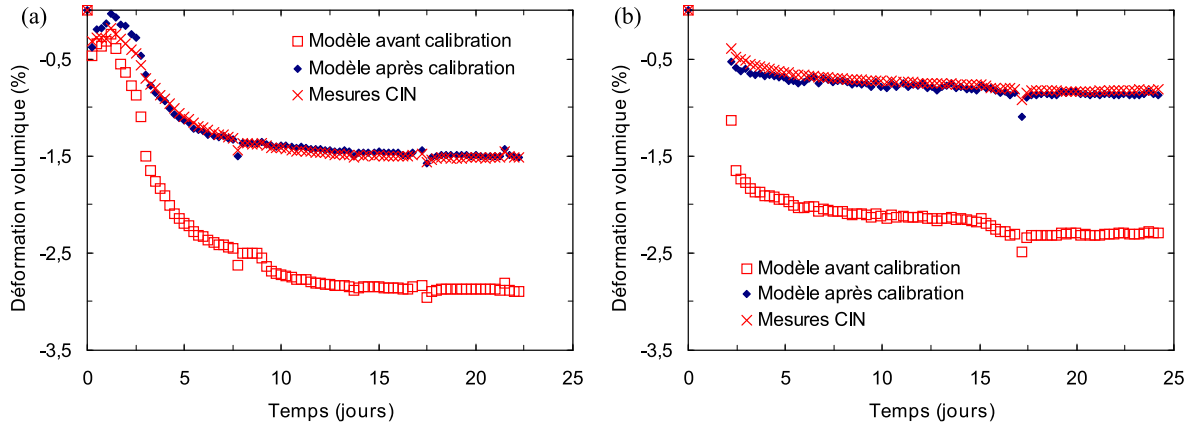 (a)
Déformation volumique (%)
-0,5
-1,5
-2,5
-3,5
Modèle avant calibration
Modèle après calibration
Mesures CIN
0
5
10
15
20
25
Temps (jours)
(b)
Déformation volumique (%)
-0,5
-1,5
-2,5
-3,5
Modèle avant calibration
Modèle après calibration
Mesures CIN
0
5
10
15
20
25
Temps (jours)